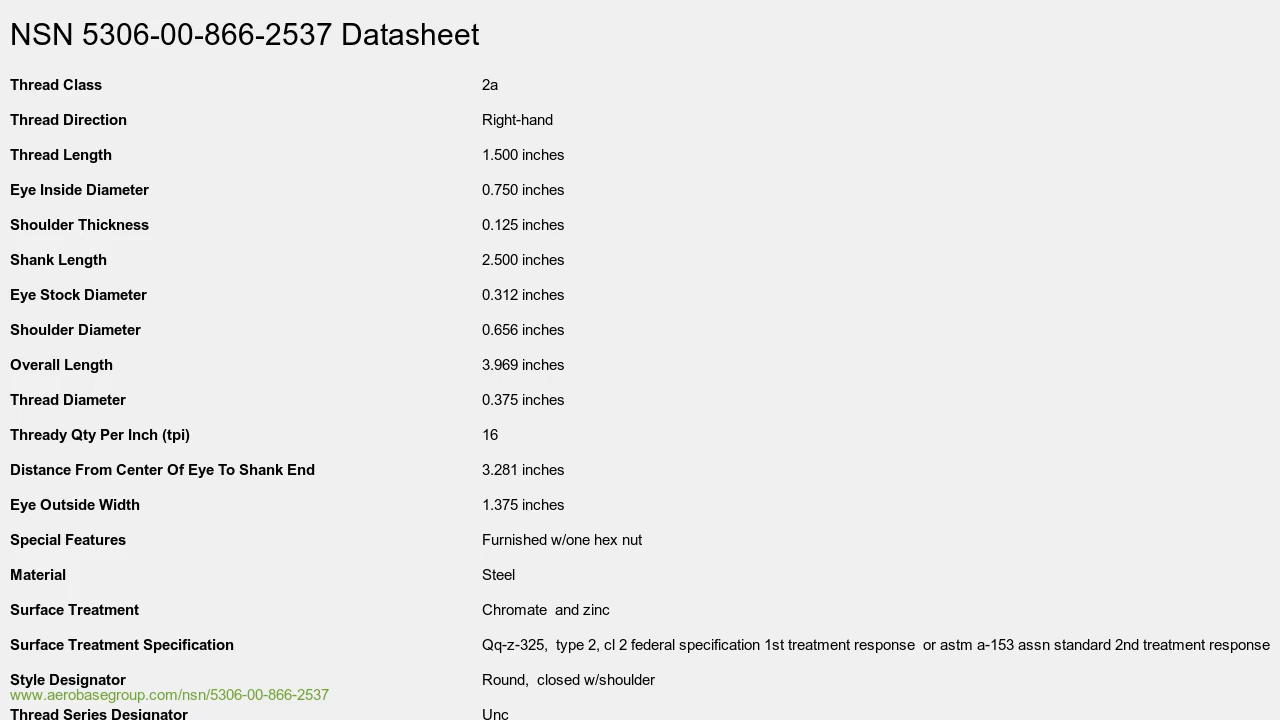 NSN 5306-00-866-2537 Datasheet
Thread Class 2a
Thread Direction Right-hand
Thread Length 1.500 inches
Eye Inside Diameter 0.750 inches
Shoulder Thickness 0.125 inches
Shank Length 2.500 inches
Eye Stock Diameter 0.312 inches
Shoulder Diameter 0.656 inches
Overall Length 3.969 inches
Thread Diameter 0.375 inches
Thready Qty Per Inch (tpi) 16
Distance From Center Of Eye To Shank End 3.281 inches
Eye Outside Width 1.375 inches
Special Features Furnished w/one hex nut
Material Steel
Surface Treatment Chromate  and zinc
Surface Treatment Specification Qq-z-325,  type 2, cl 2 federal specification 1st treatment response  or astm a-153 assn standard 2nd treatment response
Style Designator Round,  closed w/shoulder
www.aerobasegroup.com/nsn/5306-00-866-2537
Thread Series Designator Unc